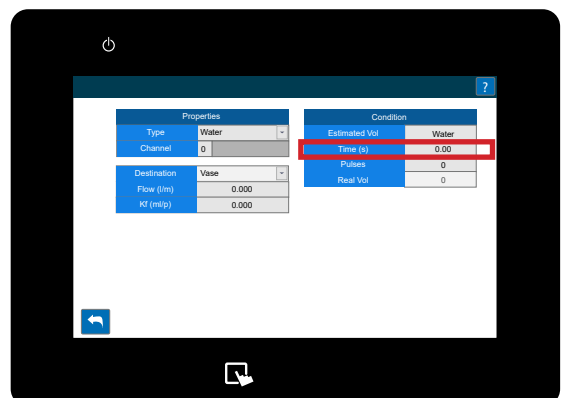 ?
Properties
Type Water
Channel 0
Destination Vase
Flow (l/m) 0.000
Kf (ml/p) 0.000
Condition
Estimated Vol Water
Time (s) 0.00
Pulses 0
Real Vol 0